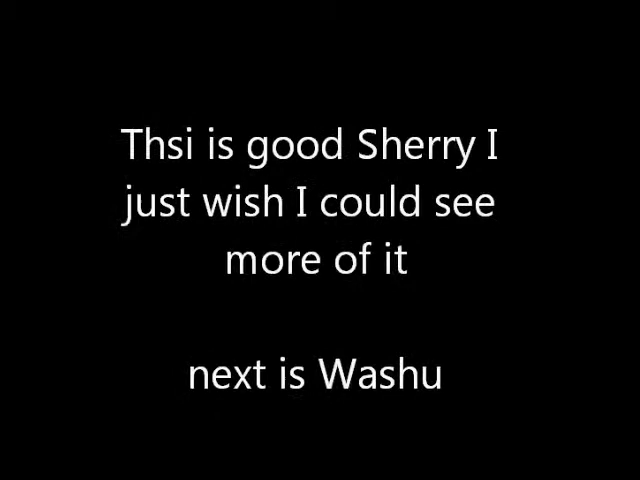 Thsi is good Sherry I
just wish I could see
more of it
next is Washu